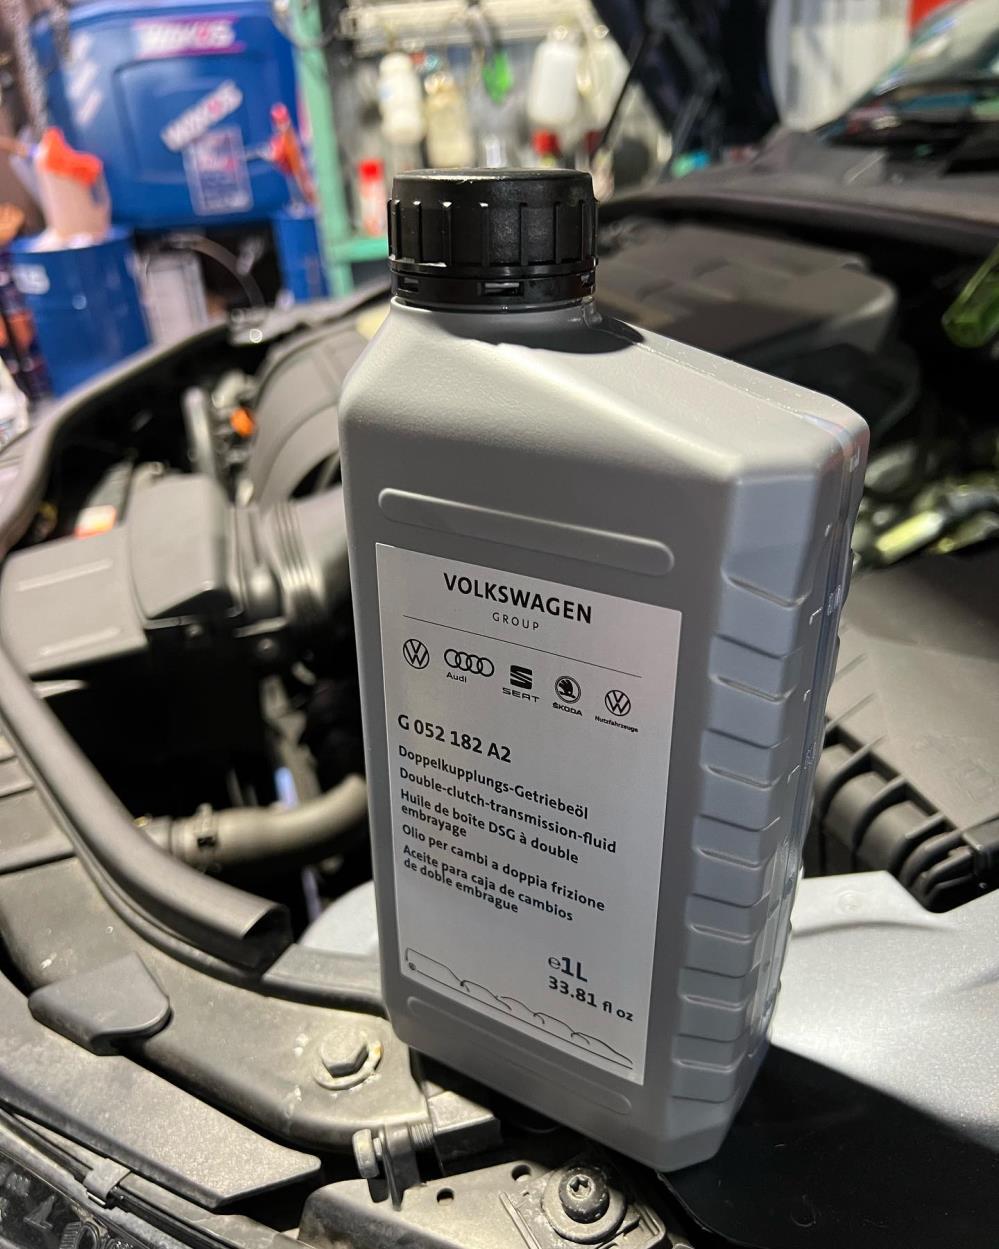 VOLKSWAGEN
GROUP
Audi
SEAT
ŠKODA
Nutzfahrzeuge
G 052 182 A2
Doppelkupplungs-Getriebeöl
Double-clutch-transmission-fluid
Huile de boîte DSG à double
embrayage
Olio per cambi a doppia frizione
Aceite para caja de cambios
de doble embrague
℮1L
33.81 fl oz